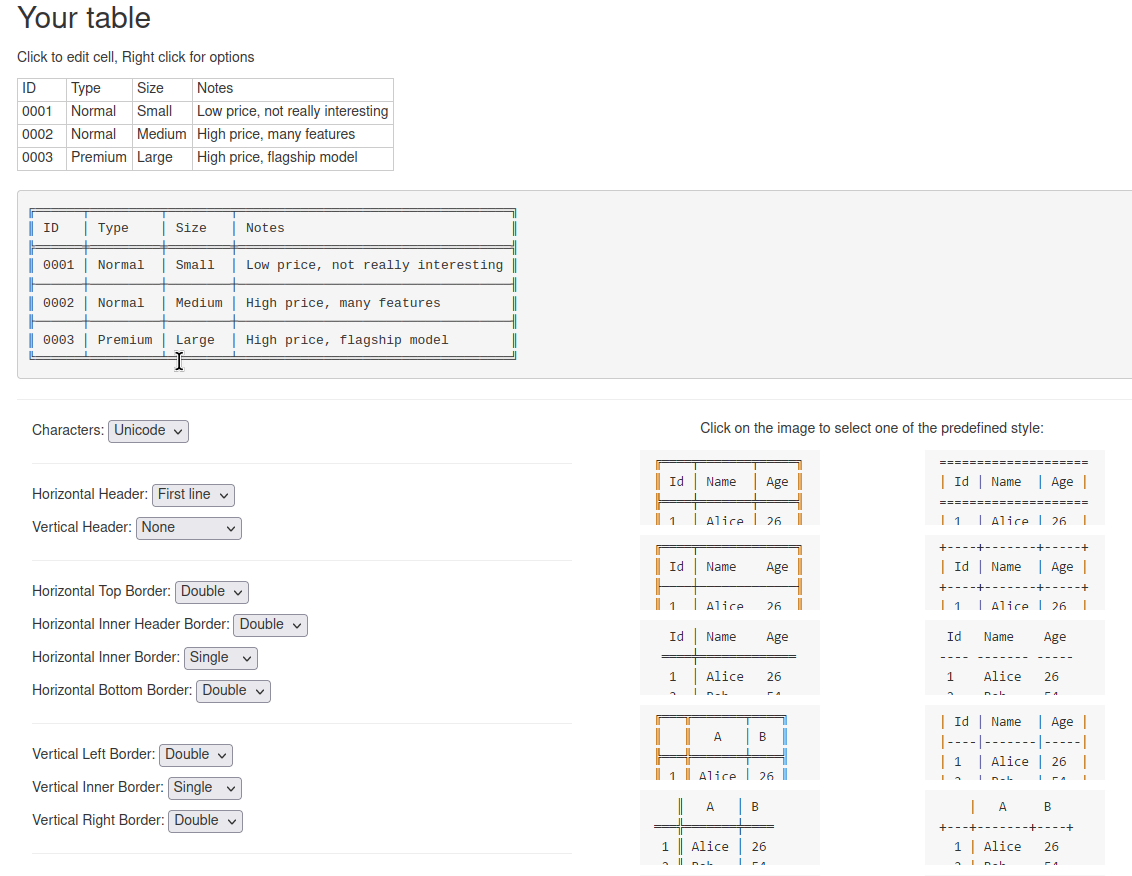 Your table
Click to edit cell, Right click for options
ID Type Size Notes
0001 Normal Small Low price, not really interesting
0002 Normal Medium High price, many features
0003 Premium Large High price, flagship model
╔══════╤═════════╤════════╤═══════════════════════════════════╗
║ ID   │ Type    │ Size   │ Notes                             ║
╠══════╪═════════╪════════╪═══════════════════════════════════╣
║ 0001 │ Normal  │ Small  │ Low price, not really interesting ║
╟──────┼─────────┼────────┼───────────────────────────────────╢
║ 0002 │ Normal  │ Medium │ High price, many features         ║
╟──────┼─────────┼────────┼───────────────────────────────────╢
║ 0003 │ Premium │ Large  │ High price, flagship model        ║
╚══════╧═════════╧════════╧═══════════════════════════════════╝
Characters: Unicode
Horizontal Header: First line
Vertical Header: None
Horizontal Top Border: Double
Horizontal Inner Header Border: Double
Horizontal Inner Border: Single
Horizontal Bottom Border: Double
Vertical Left Border: Double
Vertical Inner Border: Single
Vertical Right Border: Double
Click on the image to select one of the predefined style:
╔════╤═══════╤═════╗
║ Id │ Name  │ Age ║
╠════╪═══════╪═════╣
║ 1  │ Alice │ 26  ║
====================
| Id | Name  | Age |
====================
| 1  | Alice | 26  |
╔════╤═════════════╗
║ Id │ Name    Age ║
╟────┼─────────────╢
║ 1  │ Alice   26  ║
+----+-------+-----+
| Id | Name  | Age |
+----+-------+-----+
| 1  | Alice | 26  |
Id │ Name    Age
════╪═════════════
1  │ Alice   26
Id   Name    Age
---- ------- -----
1    Alice   26
╔═══╦═══════╤════╗
║   ║   A   │ B  ║
╠═══╬═══════╪════╣
║ 1 ║ Alice │ 26 ║
| Id | Name  | Age |
|----|-------|-----|
| 1  | Alice | 26  |
║   A   │ B
═══╬═══════╪════
1 ║ Alice │ 26
|   A     B
+---+-------+----+
1 | Alice   26